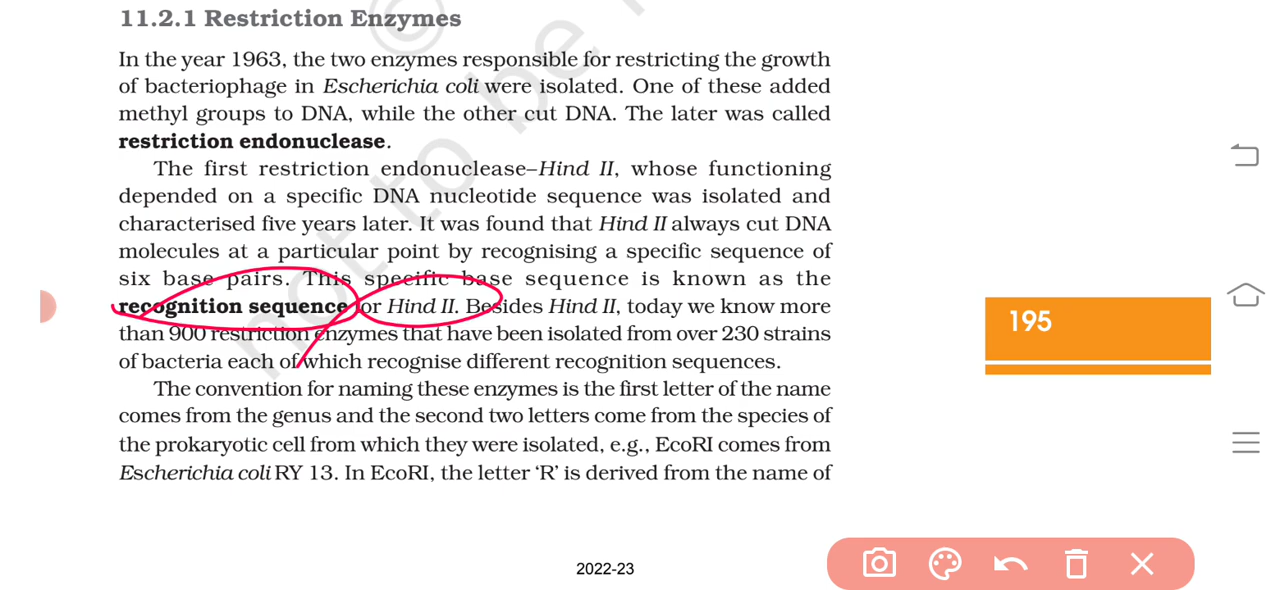 11.2.1 Restriction Enzymes
In the year 1963, the two enzymes responsible for restricting the growth
of bacteriophage in Escherichia coli were isolated. One of these added
methyl groups to DNA, while the other cut DNA. The later was called
restriction endonuclease.
The first restriction endonuclease–Hind II, whose functioning
depended on a specific DNA nucleotide sequence was isolated and
characterised five years later. It was found that Hind II always cut DNA
molecules at a particular point by recognising a specific sequence of
six base pairs. This specific base sequence is known as the
recognition sequence for Hind II. Besides Hind II, today we know more
than 900 restriction enzymes that have been isolated from over 230 strains
of bacteria each of which recognise different recognition sequences.
The convention for naming these enzymes is the first letter of the name
comes from the genus and the second two letters come from the species of
the prokaryotic cell from which they were isolated, e.g., EcoRI comes from
Escherichia coli RY 13. In EcoRI, the letter ‘R’ is derived from the name of
195
2022-23
© not to be